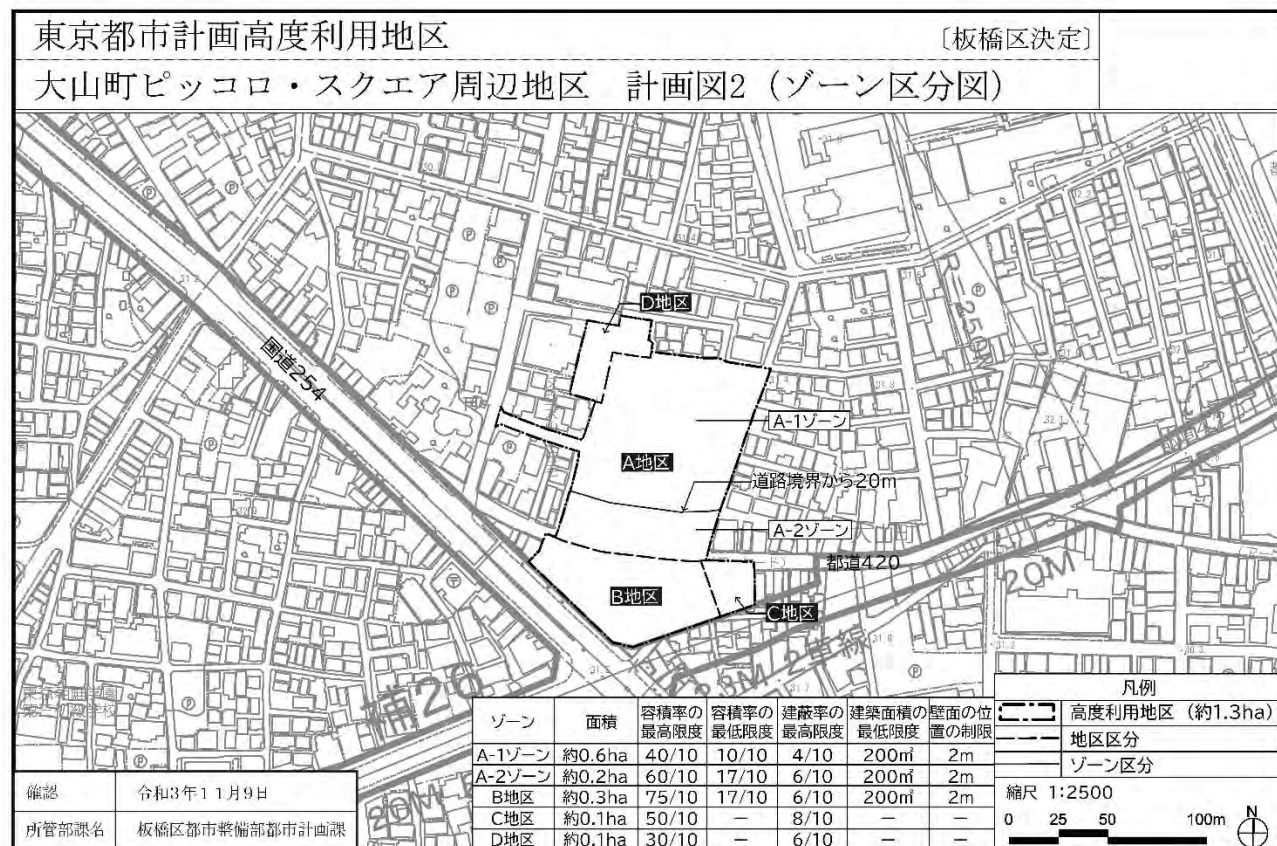 東京都市計画高度利用地区
〔板橋区決定〕
大山町ピッコロ・スクエア周辺地区 計画図2（ゾーン区分図）
D地区
国道254
A-1ゾーン
A地区
道路境界から20m
A-2ゾーン
都道420
B地区
C地区
20M
補26
20M
ゾーン 面積 容積率の最高限度 容積率の最低限度 建蔽率の最高限度 建築面積の最低限度 壁面の位置の制限
A-1ゾーン 約0.6ha 40/10 10/10 4/10 200㎡ 2m
A-2ゾーン 約0.2ha 60/10 17/10 6/10 200㎡ 2m
B地区 約0.3ha 75/10 17/10 6/10 200㎡ 2m
C地区 約0.1ha 50/10 － 8/10 － －
D地区 約0.1ha 30/10 － 6/10 － －
凡例
高度利用地区（約1.3ha）
地区区分
ゾーン区分
縮尺 1:2500
0 25 50 100m
N
確認 令和3年11月9日
所管部課名 板橋区都市整備部都市計画課